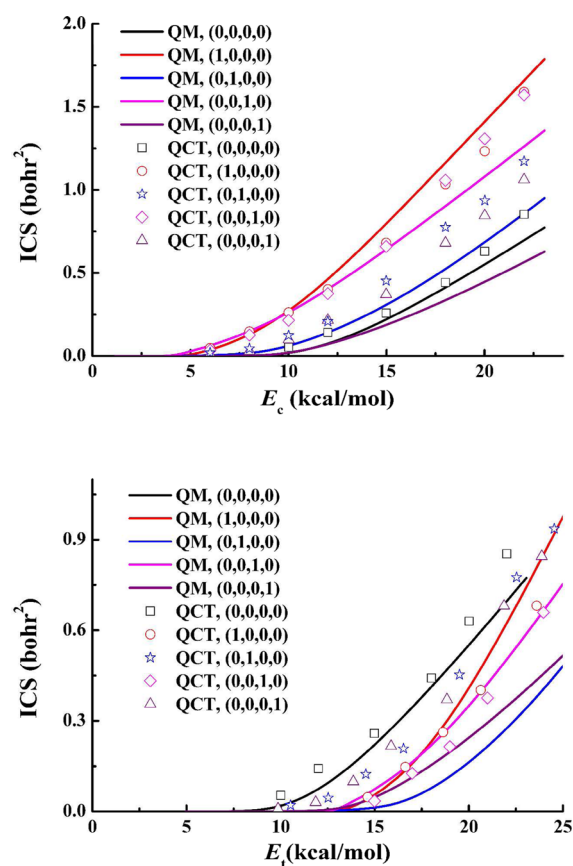 2.0
1.5
1.0
0.5
0.0
ICS (bohr²)
QM, (0,0,0,0)
QM, (1,0,0,0)
QM, (0,1,0,0)
QM, (0,0,1,0)
QM, (0,0,0,1)
QCT, (0,0,0,0)
QCT, (1,0,0,0)
QCT, (0,1,0,0)
QCT, (0,0,1,0)
QCT, (0,0,0,1)
0 5 10 15 20
E_c (kcal/mol)
0.9
0.6
0.3
0.0
ICS (bohr²)
QM, (0,0,0,0)
QM, (1,0,0,0)
QM, (0,1,0,0)
QM, (0,0,1,0)
QM, (0,0,0,1)
QCT, (0,0,0,0)
QCT, (1,0,0,0)
QCT, (0,1,0,0)
QCT, (0,0,1,0)
QCT, (0,0,0,1)
0 5 10 15 20 25
E_t (kcal/mol)